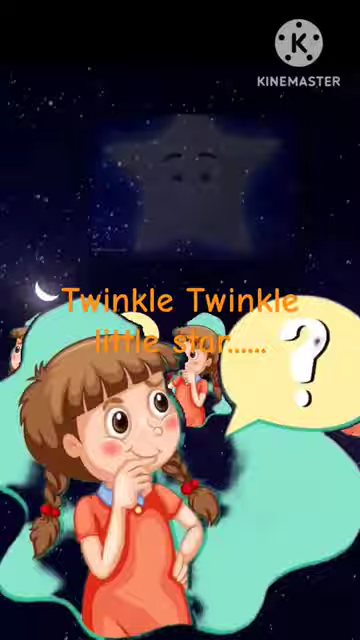 K
KINEMASTER
Twinkle Twinkle
little star......
?